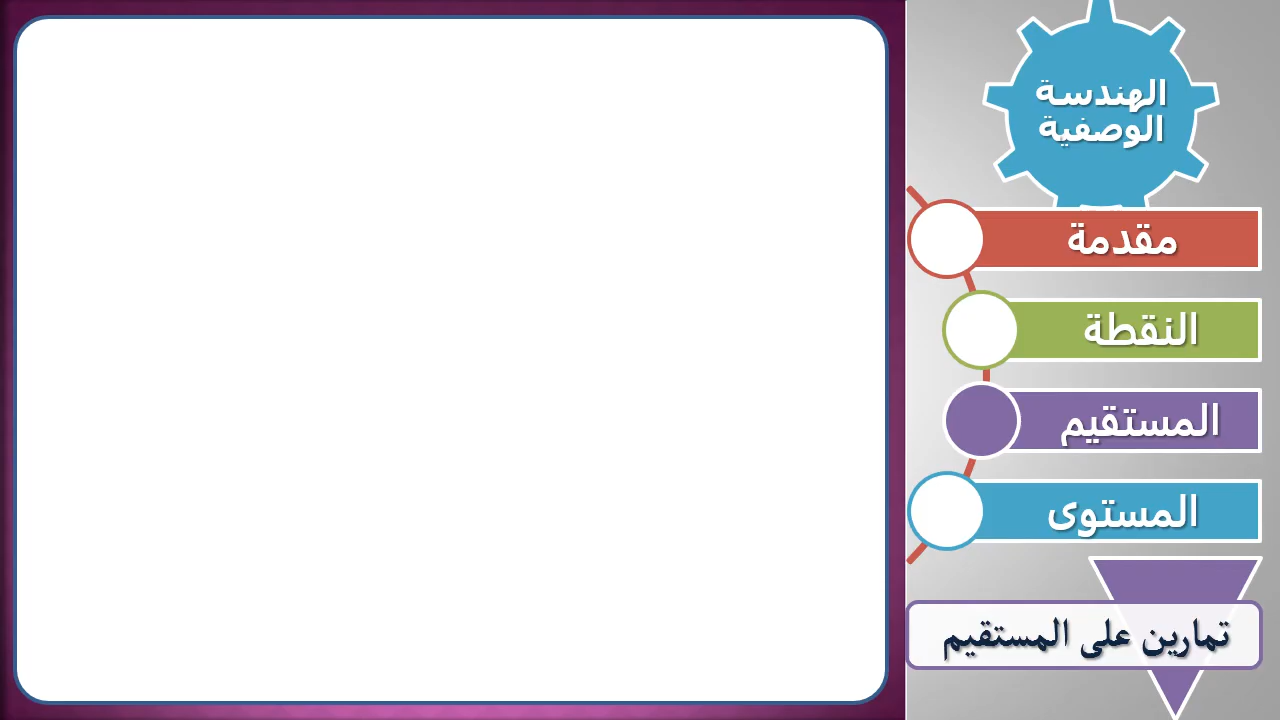 الهندسة
الوصفية
مقدمة
النقطة
المستقيم
المستوى
تمارين على المستقيم